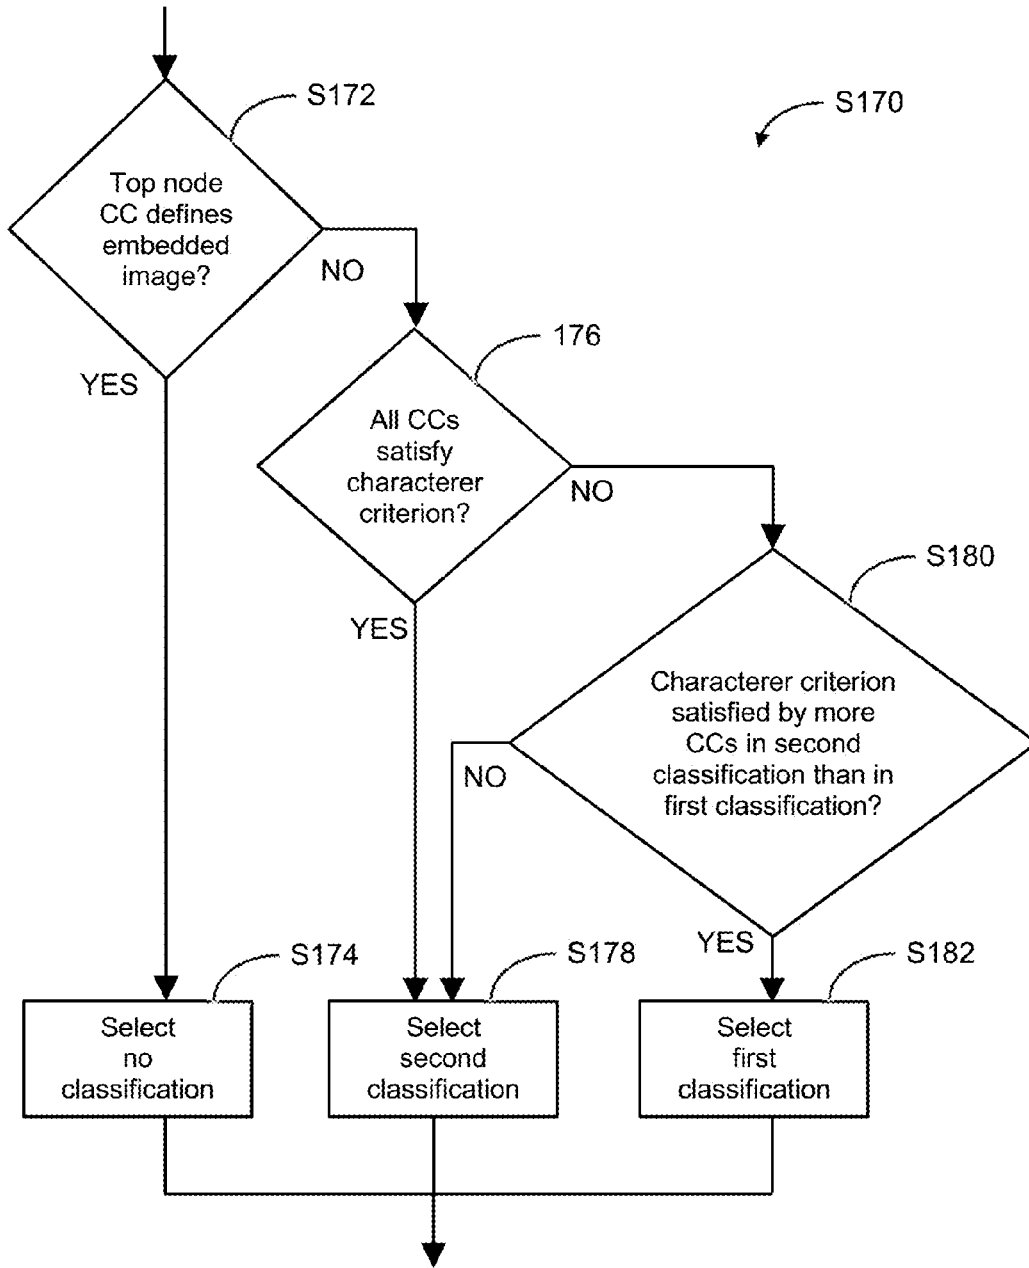 S172
S170
Top node
CC defines
embedded
image?
NO
YES
176
All CCs
satisfy
characterer
criterion?
NO
YES
S180
Characterer criterion
satisfied by more
CCs in second
classification than in
first classification?
NO
YES
S174
S178
S182
Select
no
classification
Select
second
classification
Select
first
classification